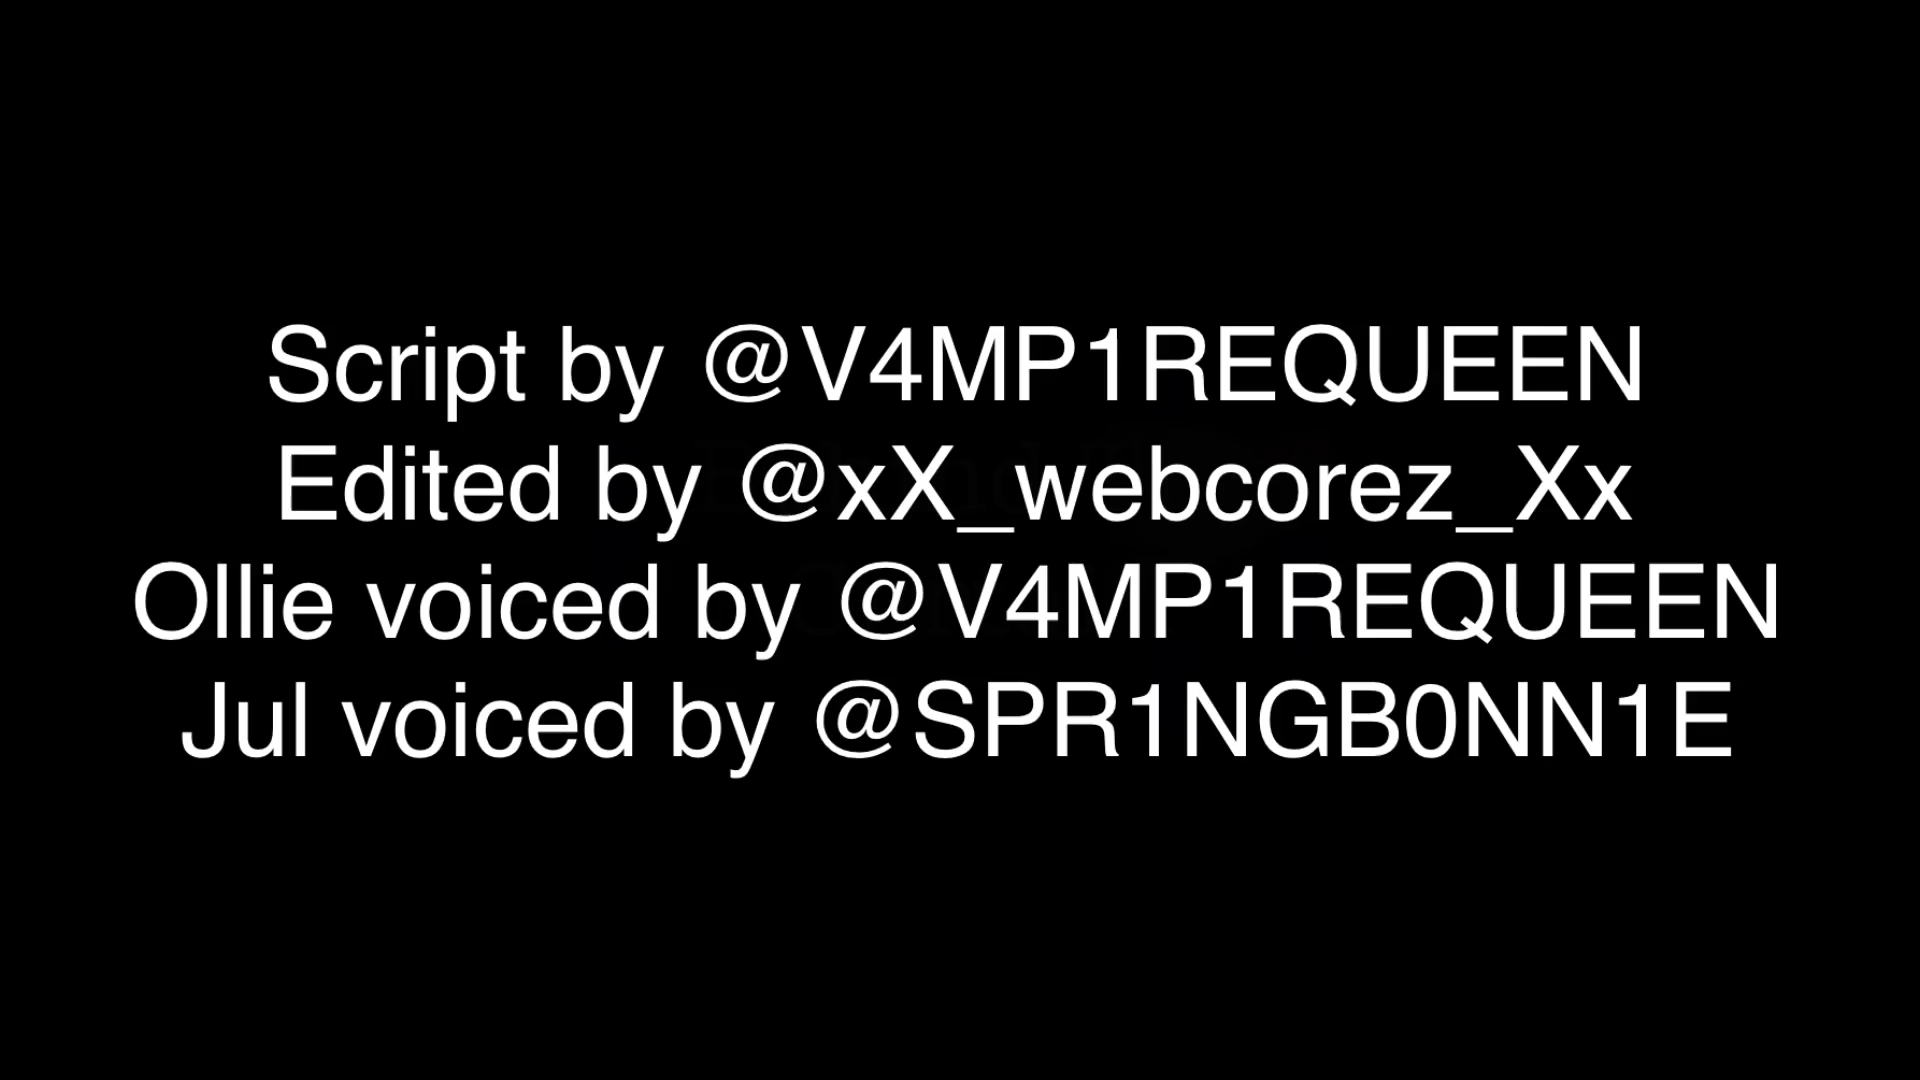 Script by @V4MP1REQUEEN
Edited by @xX_webcorez_Xx
Ollie voiced by @V4MP1REQUEEN
Jul voiced by @SPR1NGB0NN1E